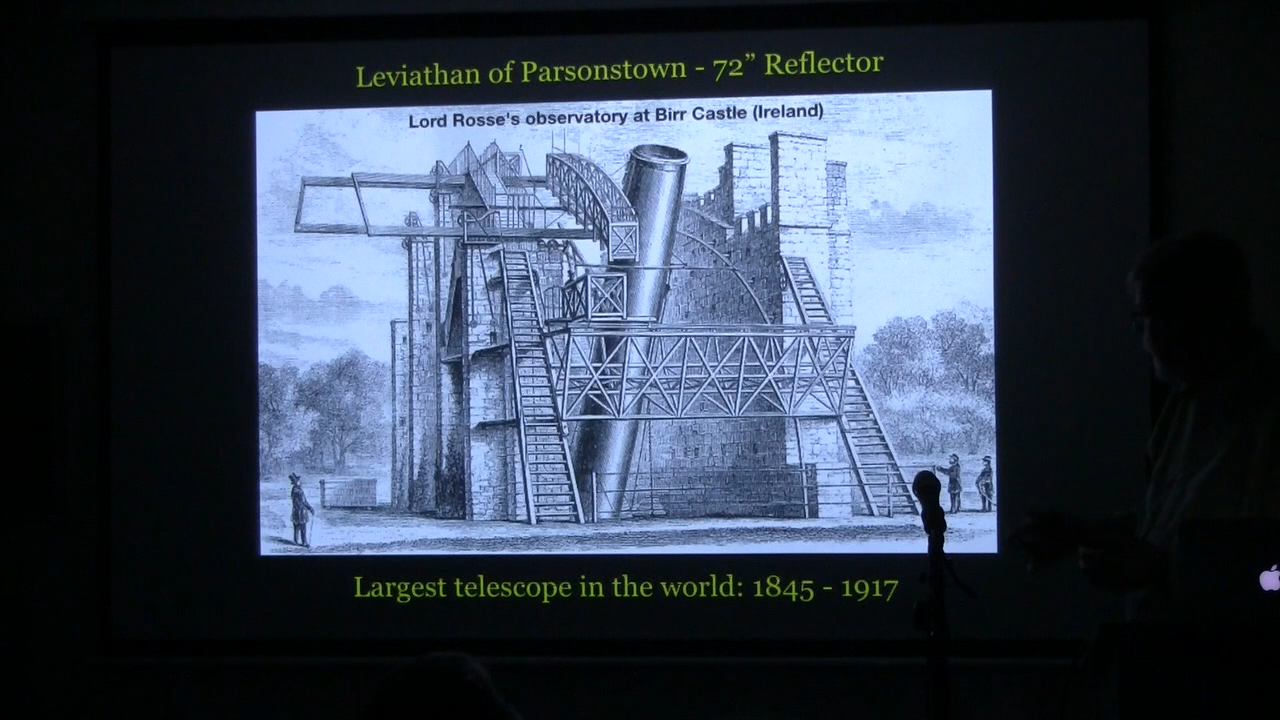 Leviathan of Parsonstown - 72” Reflector
Lord Rosse's observatory at Birr Castle (Ireland)
Largest telescope in the world: 1845 - 1917